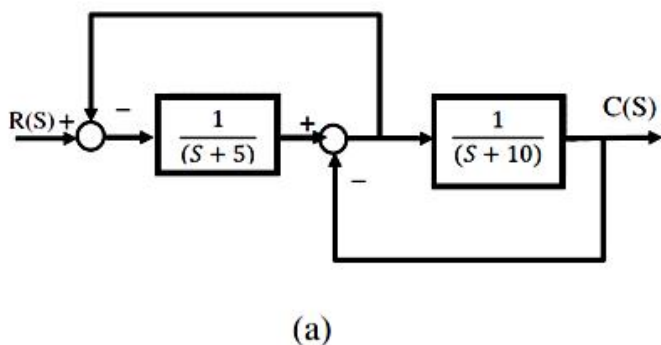 R(S) + − 1 + 1 C(S)
(S + 5) (S + 10)
−
(a)